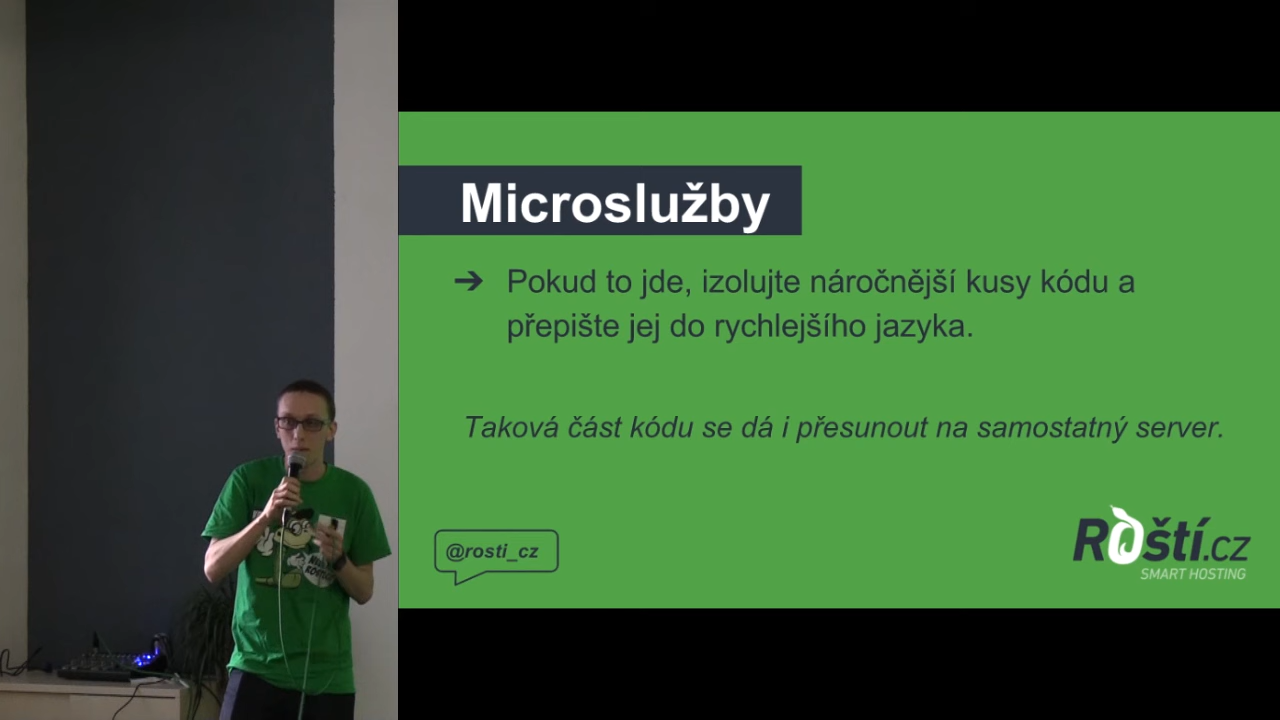 Microslužby
➔ Pokud to jde, izolujte náročnější kusy kódu a
přepište jej do rychlejšího jazyka.
Taková část kódu se dá i přesunout na samostatný server.
@rosti_cz
Roští.cz
SMART HOSTING